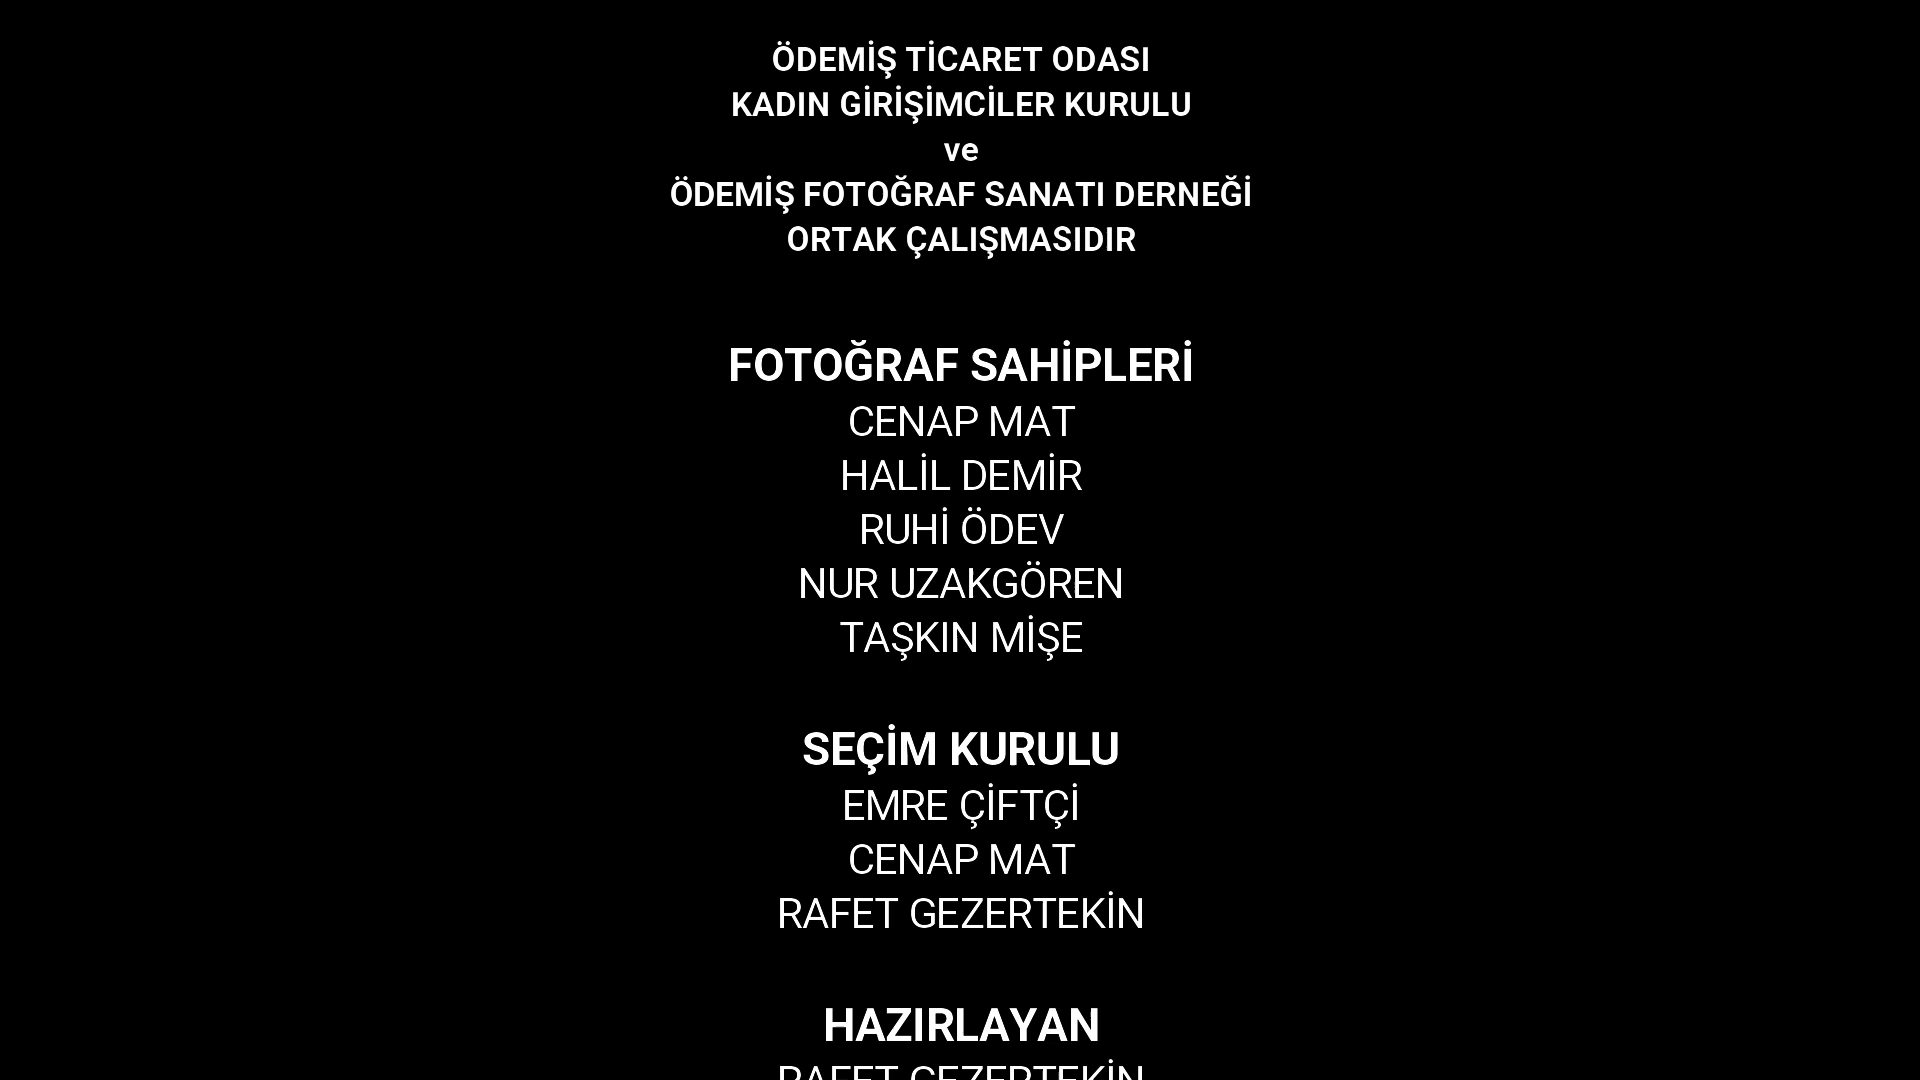 ÖDEMİŞ TİCARET ODASI
KADIN GİRİŞİMCİLER KURULU
ve
ÖDEMİŞ FOTOĞRAF SANATI DERNEĞİ
ORTAK ÇALIŞMASIDIR
FOTOĞRAF SAHİPLERİ
CENAP MAT
HALİL DEMİR
RUHİ ÖDEV
NUR UZAKGÖREN
TAŞKIN MİŞE
SEÇİM KURULU
EMRE ÇİFTÇİ
CENAP MAT
RAFET GEZERTEKİN
HAZIRLAYAN
RAFET GEZERTEKİN